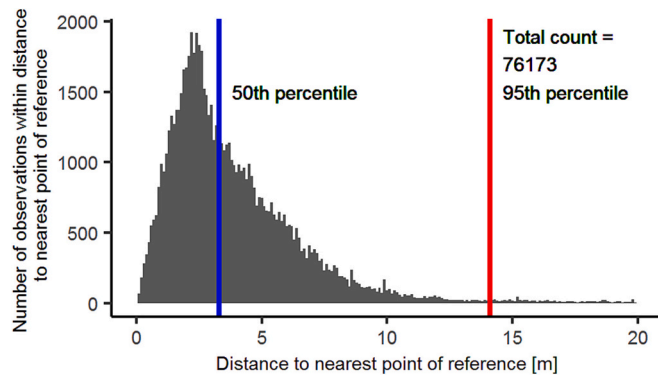 Number of observations within distance
to nearest point of reference
2000
1500
1000
500
0
50th percentile
Total count =
76173
95th percentile
0
5
10
15
20
Distance to nearest point of reference [m]